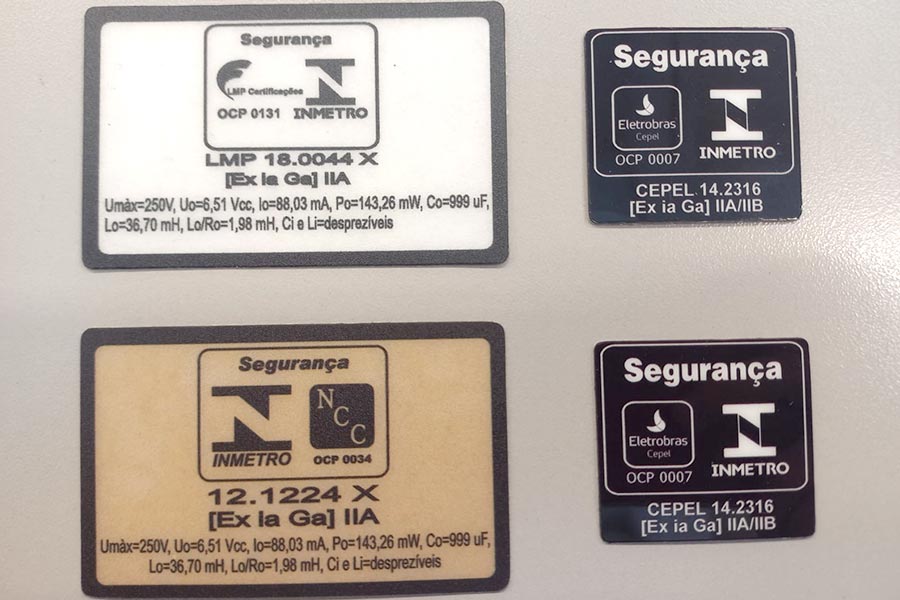 Segurança
LMP Certificações
OCP 0131 INMETRO
LMP 18.0044 X
[Ex ia Ga] IIA
Umàx=250V, Uo=6,51 Vcc, Io=88,03 mA, Po=143,26 mW, Co=999 uF,
Lo=36,70 mH, Lo/Ro=1,98 mH, Ci e Li=desprezíveis
Segurança
Eletrobras
Cepel
OCP 0007 INMETRO
CEPEL 14.2316
[Ex ia Ga] IIA/IIB
Segurança
NCC
INMETRO OCP 0034
12.1224 X
[Ex ia Ga] IIA
Umàx=250V, Uo=6,51 Vcc, Io=88,03 mA, Po=143,26 mW, Co=999 uF,
Lo=36,70 mH, Lo/Ro=1,98 mH, Ci e Li=desprezíveis
Segurança
Eletrobras
Cepel
OCP 0007 INMETRO
CEPEL 14.2316
[Ex ia Ga] IIA/IIB